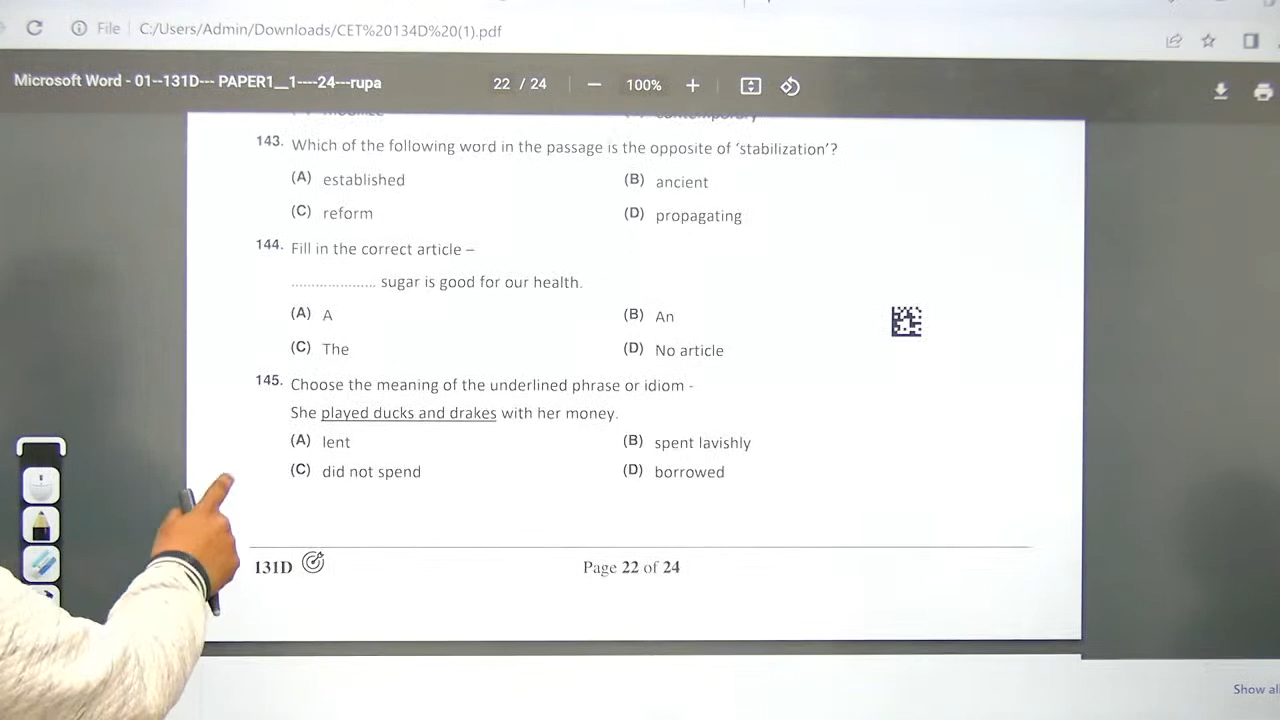 File
C:/Users/Admin/Downloads/CET%20134D%20(1).pdf
Microsoft Word - 01--131D--- PAPER1__1----24---rupa
22 / 24
100%
contemporary
143. Which of the following word in the passage is the opposite of ‘stabilization’?
(A) established
(B) ancient
(C) reform
(D) propagating
144. Fill in the correct article –
..................... sugar is good for our health.
(A) A
(B) An
(C) The
(D) No article
145. Choose the meaning of the underlined phrase or idiom -
She played ducks and drakes with her money.
(A) lent
(B) spent lavishly
(C) did not spend
(D) borrowed
131D
Page 22 of 24
Show all